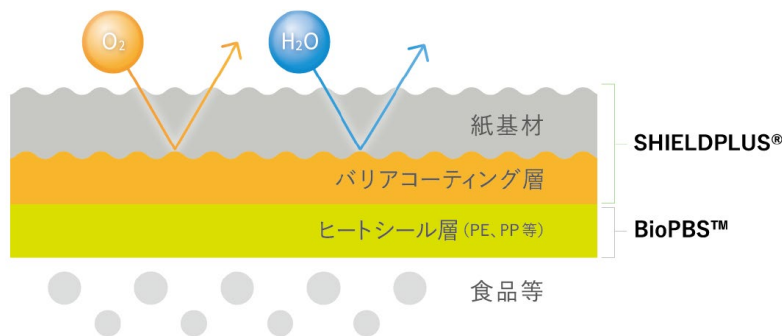 O₂
H₂O
紙基材
SHIELDPLUS®
バリアコーティング層
ヒートシール層(PE、PP等)
BioPBS™
食品等